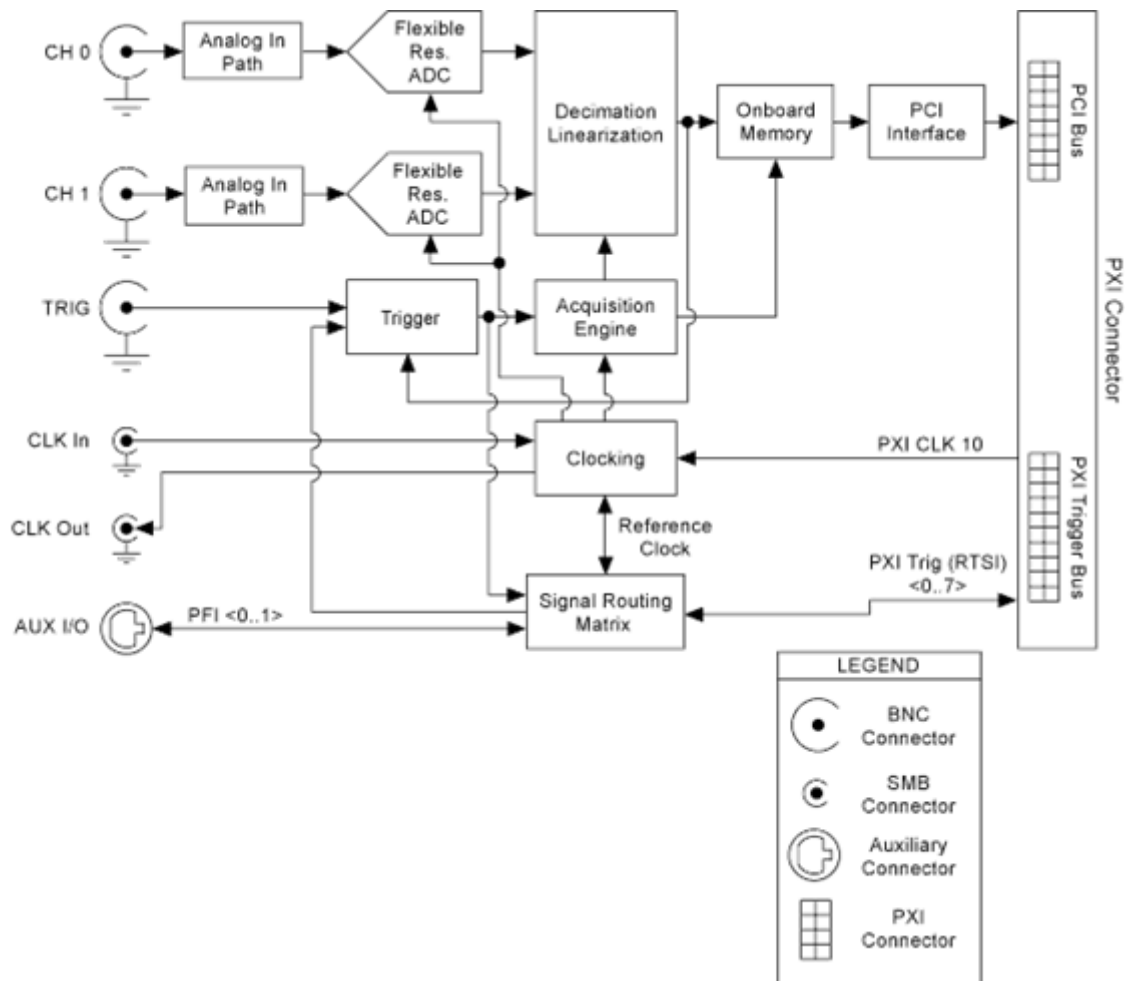 CH 0
Analog In
Path
Flexible
Res.
ADC
Decimation
Linearization
Onboard
Memory
PCI
Interface
PCI Bus
CH 1
Analog In
Path
Flexible
Res.
ADC
PXI Connector
TRIG
Trigger
Acquisition
Engine
CLK In
Clocking
PXI CLK 10
CLK Out
Reference
Clock
PXI Trigger Bus
PXI Trig (RTSI)
<0..7>
AUX I/O
PFI <0..1>
Signal Routing
Matrix
LEGEND
BNC
Connector
SMB
Connector
Auxiliary
Connector
PXI
Connector